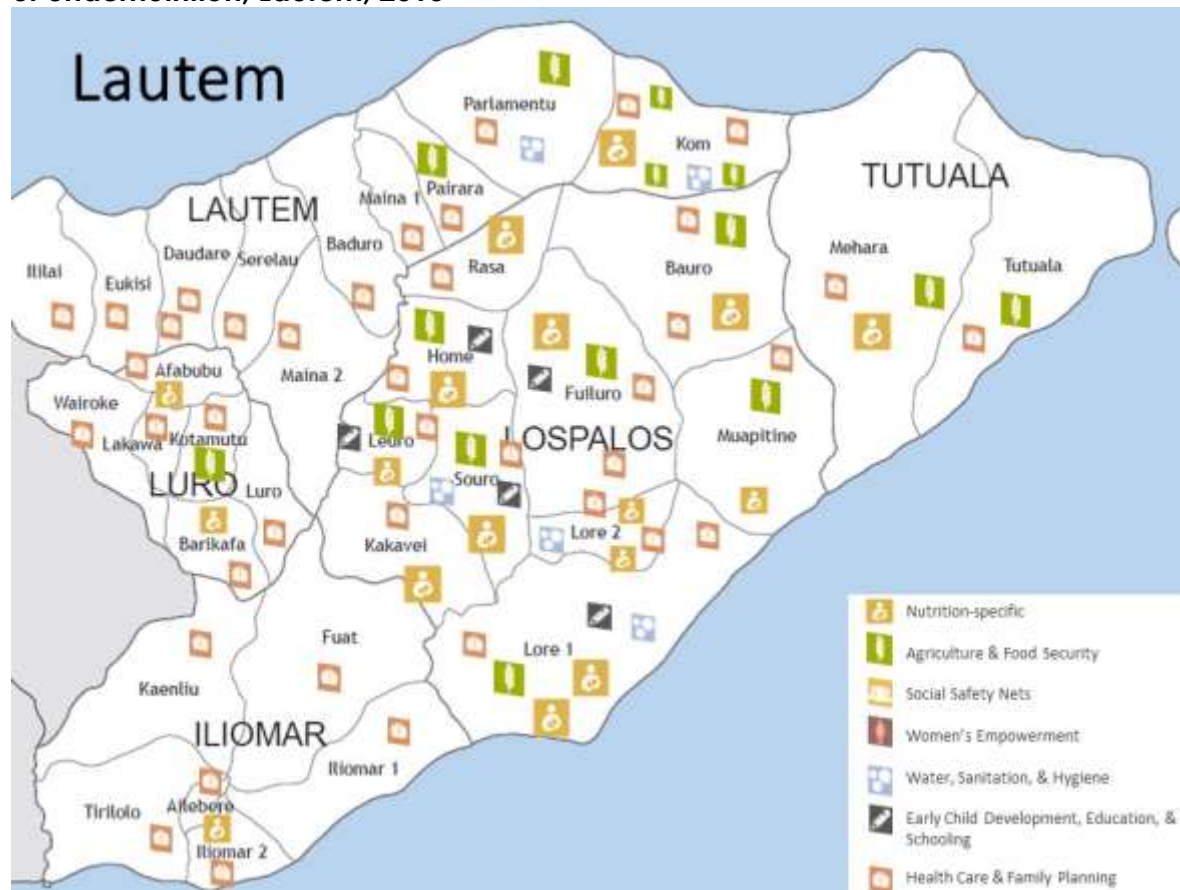 Lautem
Parlamentu
Kom
TUTUALA
Pairara
Maina 1
LAUTEM
Mehara
Baduro
Daudare
Serelau
Rasa
Bauro
Tutuala
Ililai
Eukisi
Home
Afabubu
Maina 2
Fulluro
Wairoke
Lakawa
Kotamutu
Leuro
LOSPALOS
Muapitine
Souro
LURO
Luro
Lore 2
Barikafa
Kakavei
Fuat
Lore 1
Kaenliu
ILIOMAR
Iliomar 1
Tirilolo
Ailebere
Iliomar 2
Nutrition-specific
Agriculture & Food Security
Social Safety Nets
Women's Empowerment
Water, Sanitation, & Hygiene
Early Child Development, Education, &
Schooling
Health Care & Family Planning